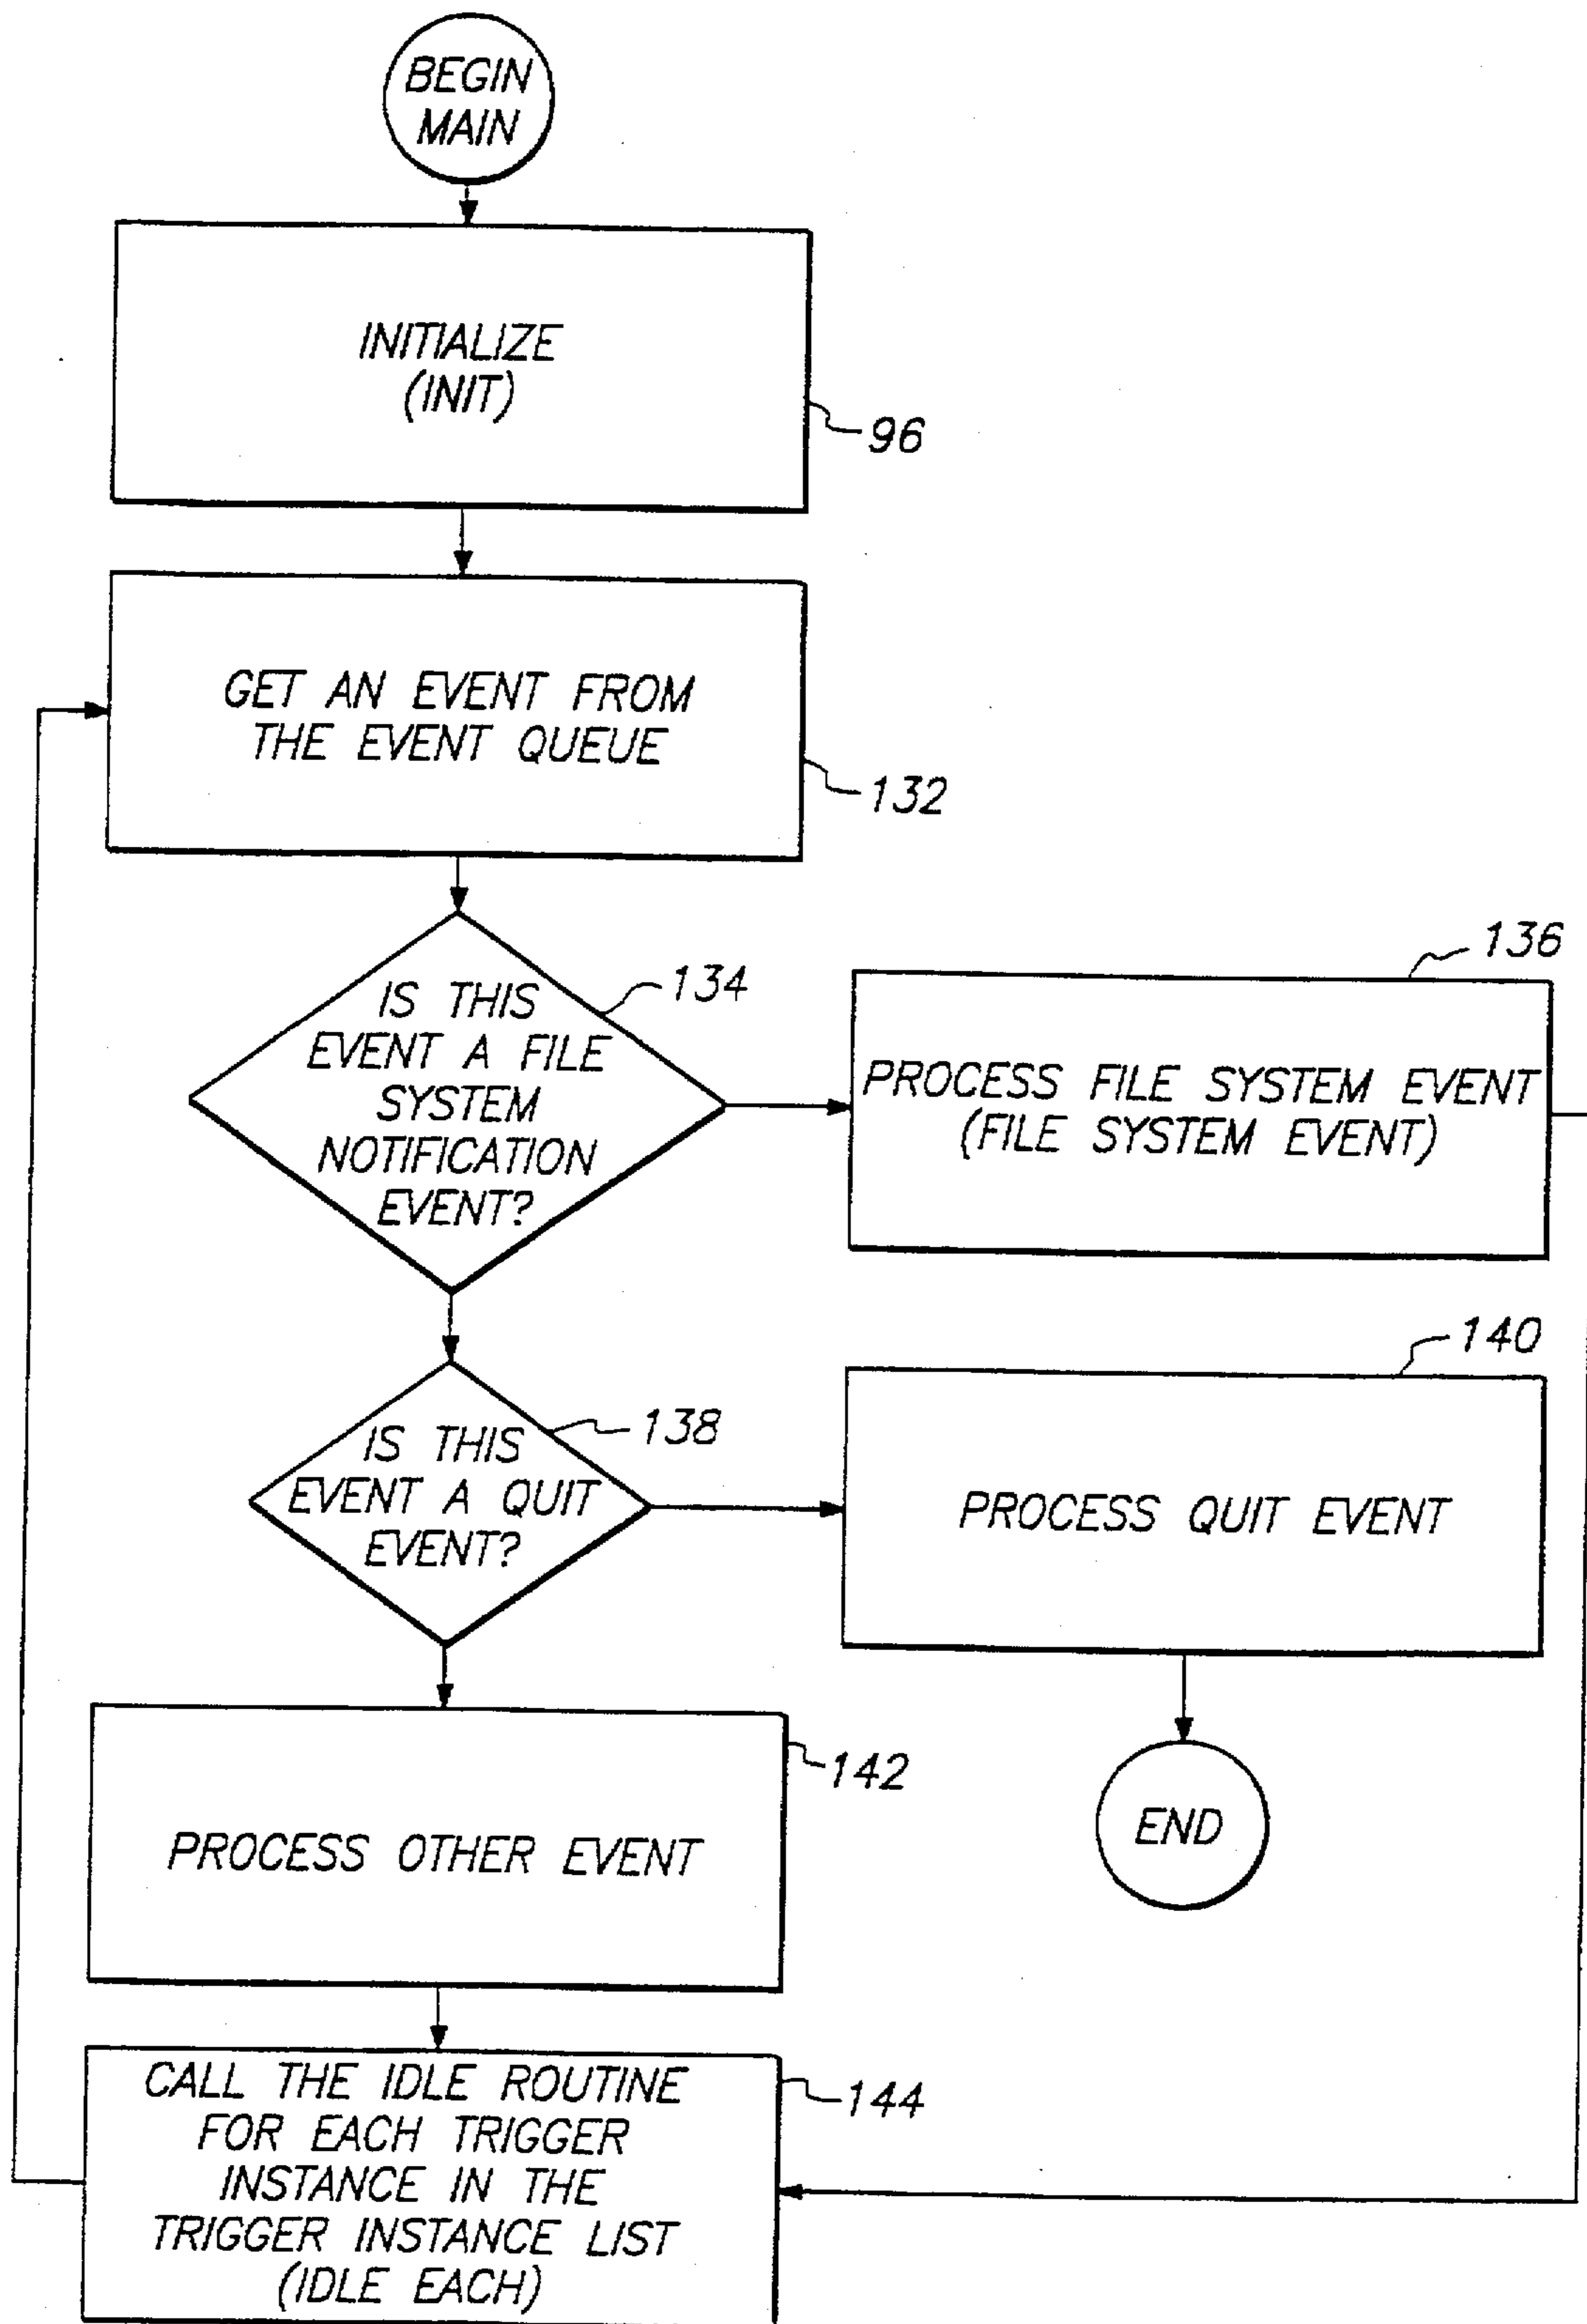 BEGIN
MAIN
INITIALIZE
(INIT)
96
GET AN EVENT FROM
THE EVENT QUEUE
132
IS THIS
EVENT A FILE
SYSTEM
NOTIFICATION
EVENT?
134
136
PROCESS FILE SYSTEM EVENT
(FILE SYSTEM EVENT)
IS THIS
EVENT A QUIT
EVENT?
138
140
PROCESS QUIT EVENT
END
142
PROCESS OTHER EVENT
CALL THE IDLE ROUTINE
FOR EACH TRIGGER
INSTANCE IN THE
TRIGGER INSTANCE LIST
(IDLE EACH)
144